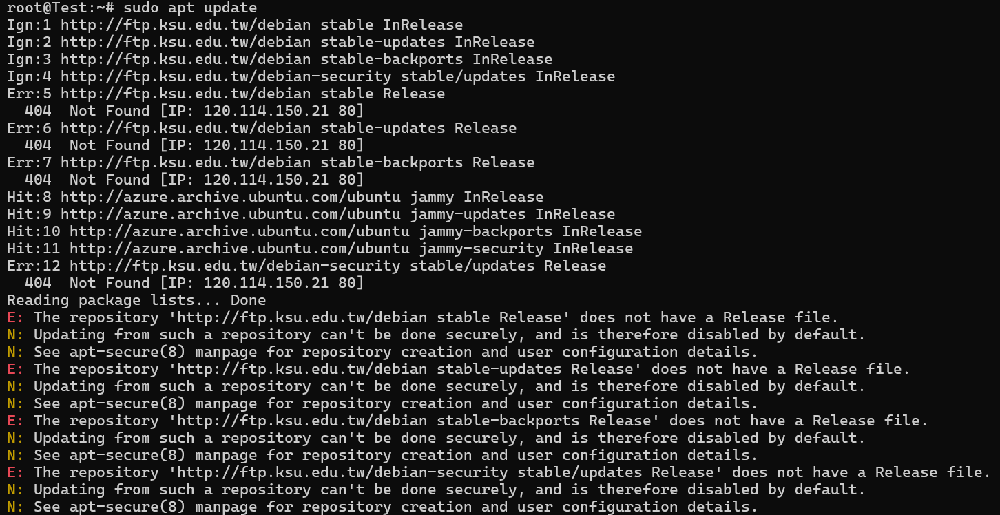 root@Test:~# sudo apt update
Ign:1 http://ftp.ksu.edu.tw/debian stable InRelease
Ign:2 http://ftp.ksu.edu.tw/debian stable-updates InRelease
Ign:3 http://ftp.ksu.edu.tw/debian stable-backports InRelease
Ign:4 http://ftp.ksu.edu.tw/debian-security stable/updates InRelease
Err:5 http://ftp.ksu.edu.tw/debian stable Release
  404  Not Found [IP: 120.114.150.21 80]
Err:6 http://ftp.ksu.edu.tw/debian stable-updates Release
  404  Not Found [IP: 120.114.150.21 80]
Err:7 http://ftp.ksu.edu.tw/debian stable-backports Release
  404  Not Found [IP: 120.114.150.21 80]
Hit:8 http://azure.archive.ubuntu.com/ubuntu jammy InRelease
Hit:9 http://azure.archive.ubuntu.com/ubuntu jammy-updates InRelease
Hit:10 http://azure.archive.ubuntu.com/ubuntu jammy-backports InRelease
Hit:11 http://azure.archive.ubuntu.com/ubuntu jammy-security InRelease
Err:12 http://ftp.ksu.edu.tw/debian-security stable/updates Release
  404  Not Found [IP: 120.114.150.21 80]
Reading package lists... Done
E: The repository 'http://ftp.ksu.edu.tw/debian stable Release' does not have a Release file.
N: Updating from such a repository can't be done securely, and is therefore disabled by default.
N: See apt-secure(8) manpage for repository creation and user configuration details.
E: The repository 'http://ftp.ksu.edu.tw/debian stable-updates Release' does not have a Release file.
N: Updating from such a repository can't be done securely, and is therefore disabled by default.
N: See apt-secure(8) manpage for repository creation and user configuration details.
E: The repository 'http://ftp.ksu.edu.tw/debian stable-backports Release' does not have a Release file.
N: Updating from such a repository can't be done securely, and is therefore disabled by default.
N: See apt-secure(8) manpage for repository creation and user configuration details.
E: The repository 'http://ftp.ksu.edu.tw/debian-security stable/updates Release' does not have a Release file.
N: Updating from such a repository can't be done securely, and is therefore disabled by default.
N: See apt-secure(8) manpage for repository creation and user configuration details.